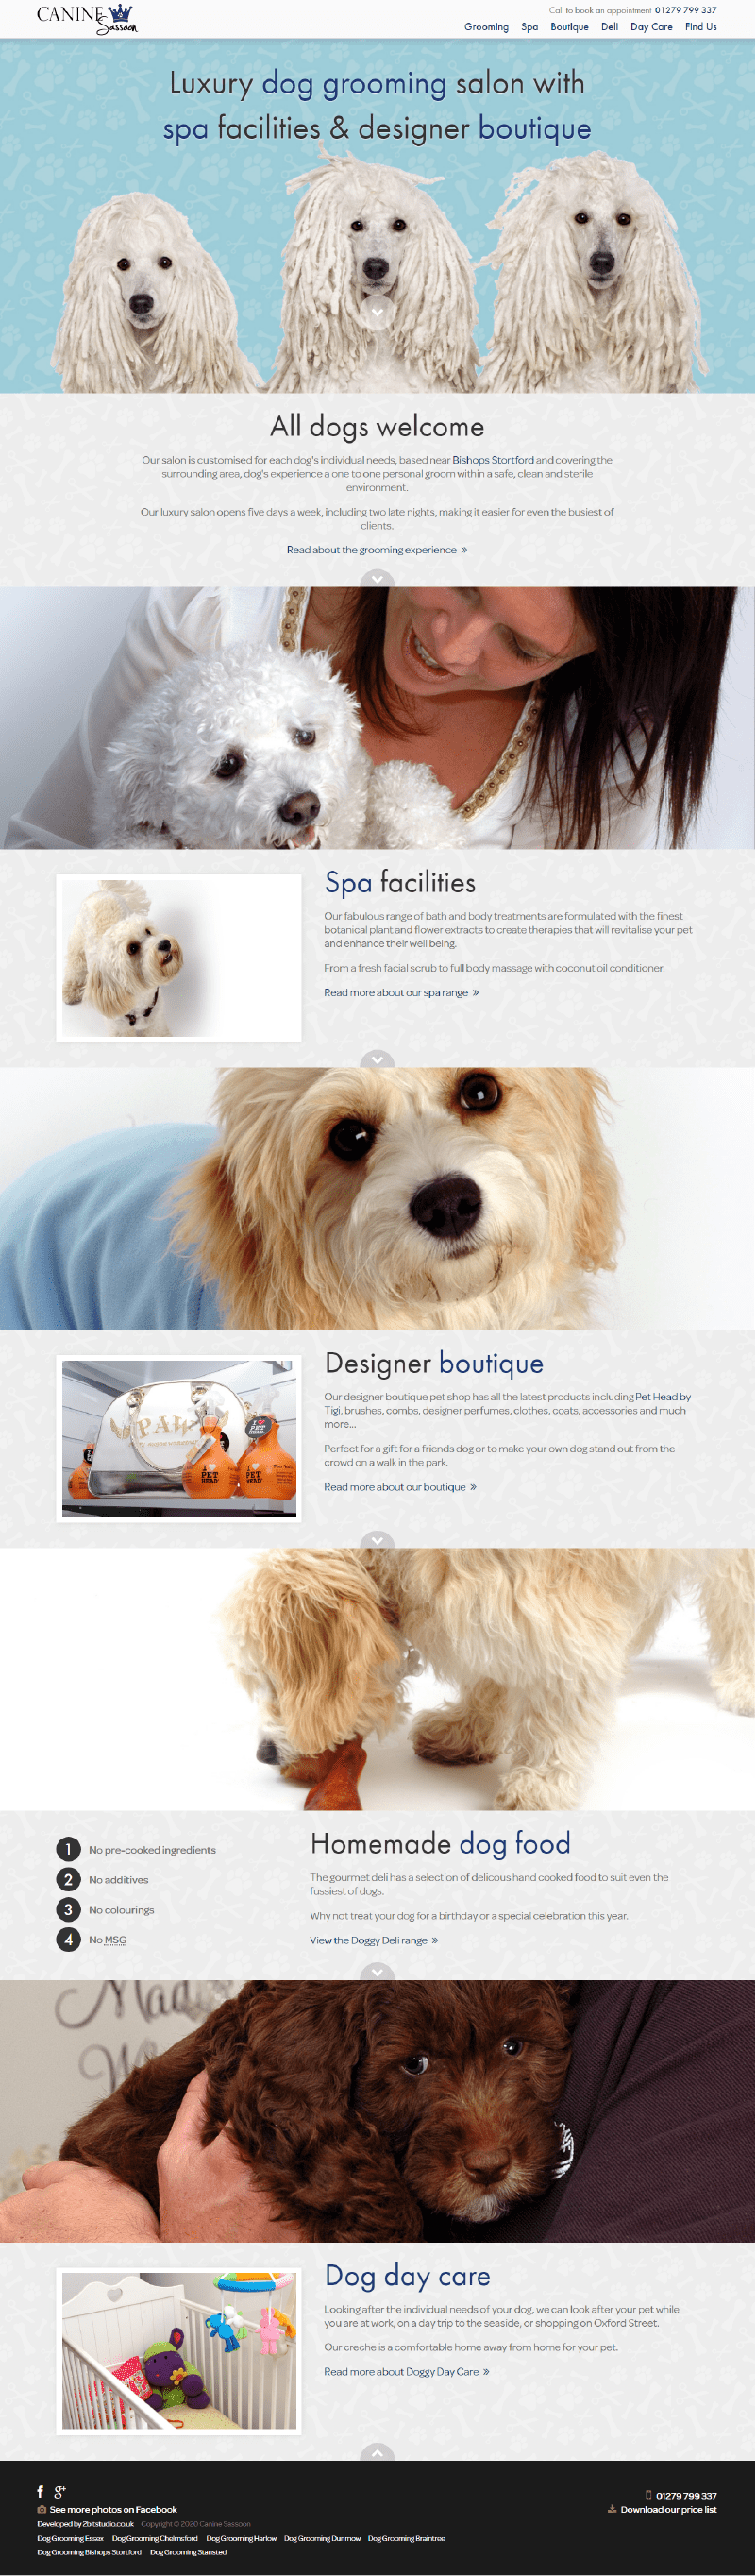 CANINE
Sassoon
Call to book an appointment 01279 799 337
Grooming Spa Boutique Deli Day Care Find Us
Luxury dog grooming salon with
spa facilities & designer boutique
All dogs welcome
Our salon is customised for each dog's individual needs, based near Bishops Stortford and covering the
surrounding area, dog's experience a one to one personal groom within a safe, clean and sterile
environment.
Our luxury salon opens five days a week, including two late nights, making it easier for even the busiest of
clients.
Read about the grooming experience »
Spa facilities
Our fabulous range of bath and body treatments are formulated with the finest
botanical plant and flower extracts to create therapies that will revitalise your pet
and enhance their well being.
From a fresh facial scrub to full body massage with coconut oil conditioner.
Read more about our spa range »
PAW
I
PET
HEAD
I
PET
HEAD
I
PET
HEAD
Designer boutique
Our designer boutique pet shop has all the latest products including Pet Head by
Tigi, brushes, combs, designer perfumes, clothes, coats, accessories and much
more...
Perfect for a gift for a friends dog or to make your own dog stand out from the
crowd on a walk in the park.
Read more about our boutique »
1 No pre-cooked ingredients
2 No additives
3 No colourings
4 No MSG
Homemade dog food
The gourmet deli has a selection of delicous hand cooked food to suit even the
fussiest of dogs.
Why not treat your dog for a birthday or a special celebration this year.
View the Doggy Deli range »
Mad
Dog day care
Looking after the individual needs of your dog, we can look after your pet while
you are at work, on a day trip to the seaside, or shopping on Oxford Street.
Our creche is a comfortable home away from home for your pet.
Read more about Doggy Day Care »
f g+
See more photos on Facebook
Developed by 2bitstudio.co.uk Copyright © 2020 Canine Sassoon
Dog Grooming Essex Dog Grooming Chelmsford Dog Grooming Harlow Dog Grooming Dunmow Dog Grooming Braintree
Dog Grooming Bishops Stortford Dog Grooming Stansted
01279 799 337
Download our price list